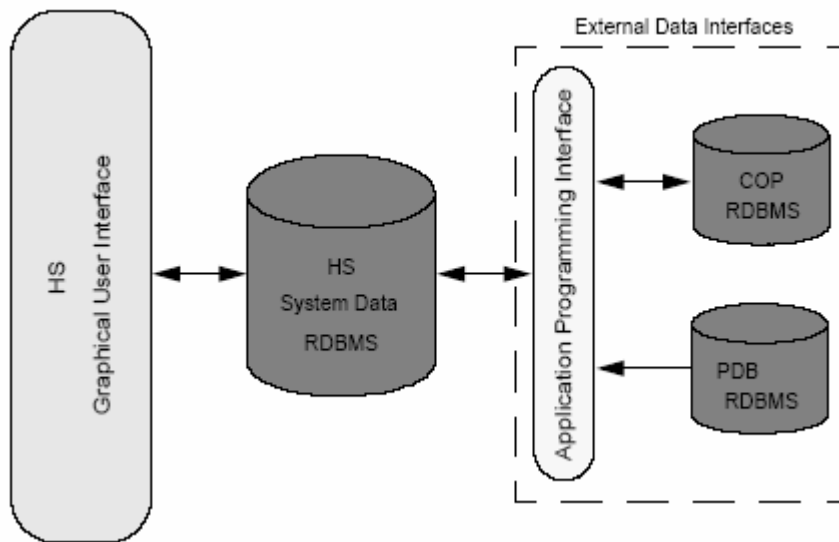 External Data Interfaces
HS
Graphical User Interface
HS
System Data
RDBMS
Application Programming Interface
COP
RDBMS
PDB
RDBMS